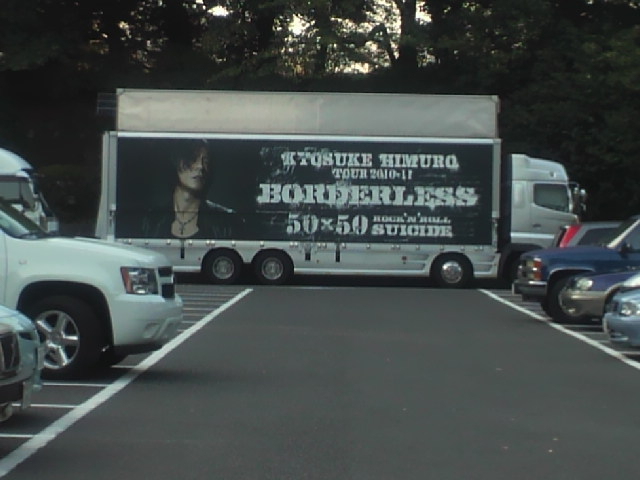 KYOSUKE HIMURO
TOUR 2010-11
BORDERLESS
50×50 ROCK'N'ROLL
SUICIDE